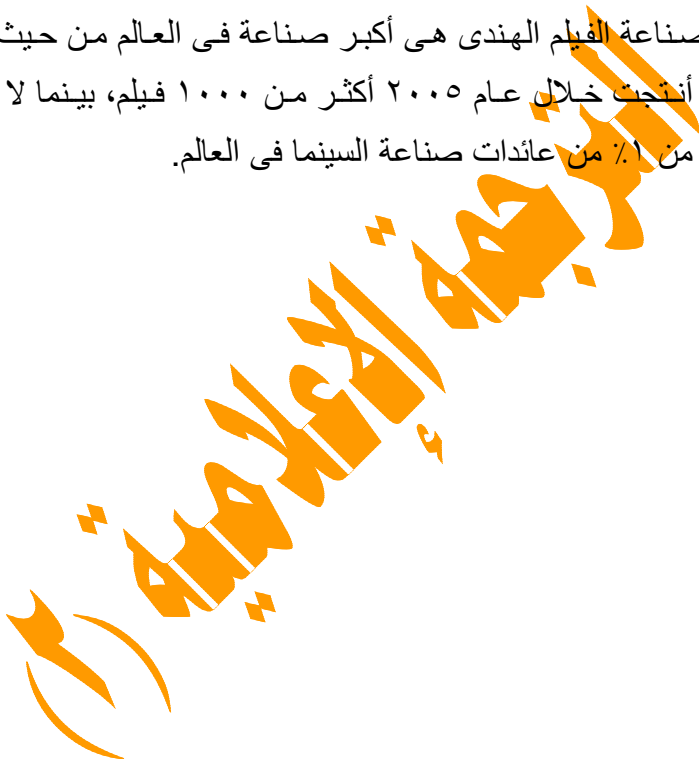 صناعة الفيلم الهندى هى أكبر صناعة فى العالم من حيث
أنتجت خلال عام ٢٠٠٥ أكثر من ١٠٠٠ فيلم، بينما لا
من ١٪ من عائدات صناعة السينما فى العالم.
الترجمة الإعلامية (٢)